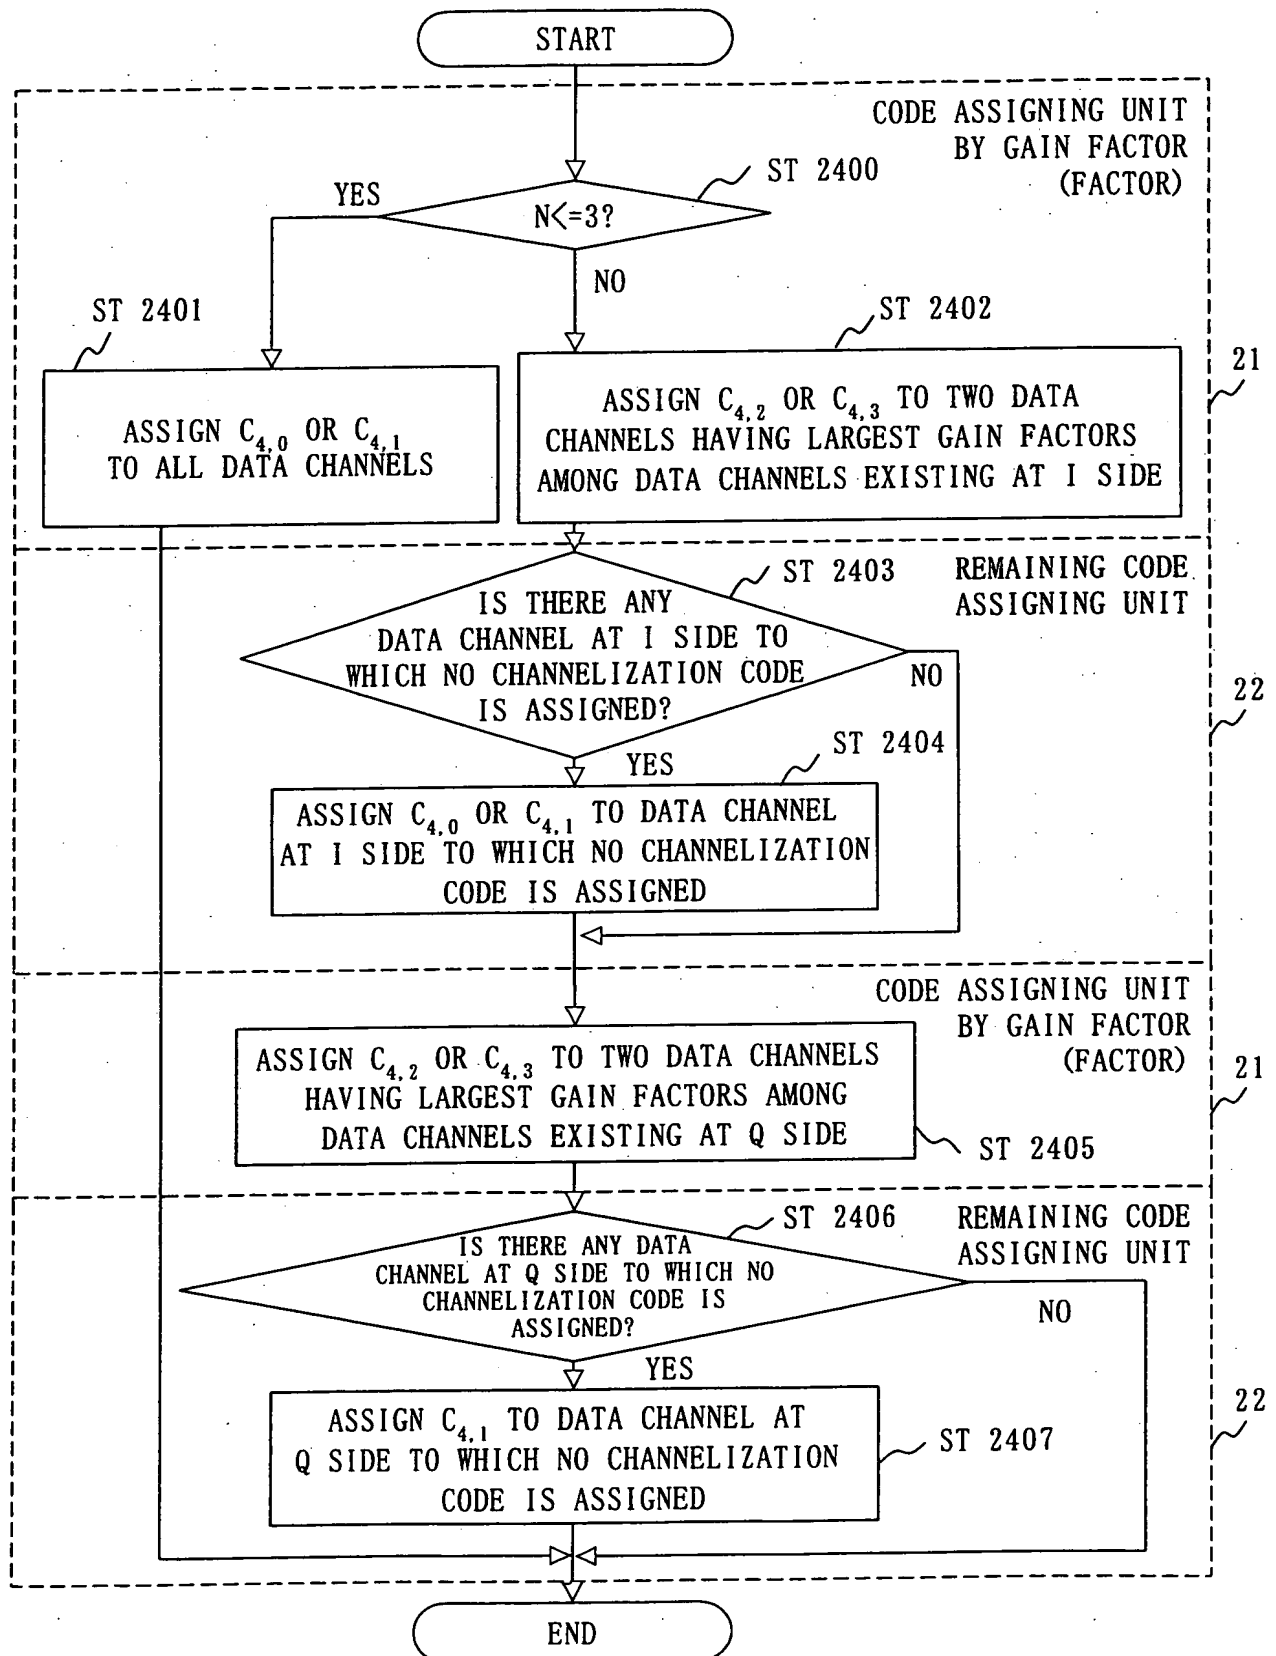 START
CODE ASSIGNING UNIT
BY GAIN FACTOR
(FACTOR)
ST 2400
YES
N<=3?
NO
ST 2401
ST 2402
21
ASSIGN C4,0 OR C4,1
TO ALL DATA CHANNELS
ASSIGN C4,2 OR C4,3 TO TWO DATA
CHANNELS HAVING LARGEST GAIN FACTORS
AMONG DATA CHANNELS EXISTING AT I SIDE
ST 2403
REMAINING CODE
ASSIGNING UNIT
IS THERE ANY
DATA CHANNEL AT I SIDE TO
WHICH NO CHANNELIZATION CODE
IS ASSIGNED?
NO
22
YES
ST 2404
ASSIGN C4,0 OR C4,1 TO DATA CHANNEL
AT I SIDE TO WHICH NO CHANNELIZATION
CODE IS ASSIGNED
CODE ASSIGNING UNIT
BY GAIN FACTOR
(FACTOR)
ASSIGN C4,2 OR C4,3 TO TWO DATA CHANNELS
HAVING LARGEST GAIN FACTORS AMONG
DATA CHANNELS EXISTING AT Q SIDE
21
ST 2405
ST 2406
REMAINING CODE
ASSIGNING UNIT
IS THERE ANY DATA
CHANNEL AT Q SIDE TO WHICH NO
CHANNELIZATION CODE IS
ASSIGNED?
NO
YES
22
ASSIGN C4,1 TO DATA CHANNEL AT
Q SIDE TO WHICH NO CHANNELIZATION
CODE IS ASSIGNED
ST 2407
END